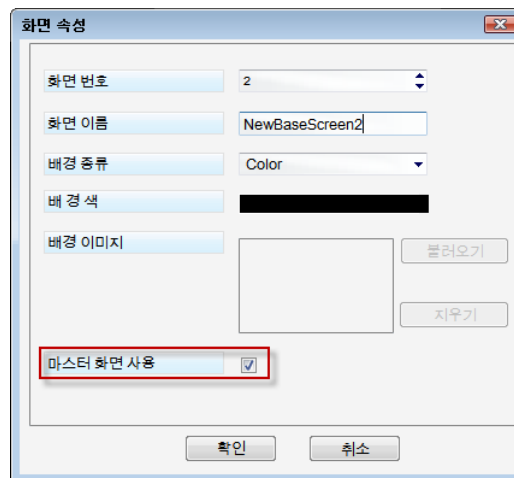 화면 속성
화면 번호 2
화면 이름 NewBaseScreen2
배경 종류 Color
배 경 색
배경 이미지
불러오기
지우기
마스터 화면 사용
확인 취소